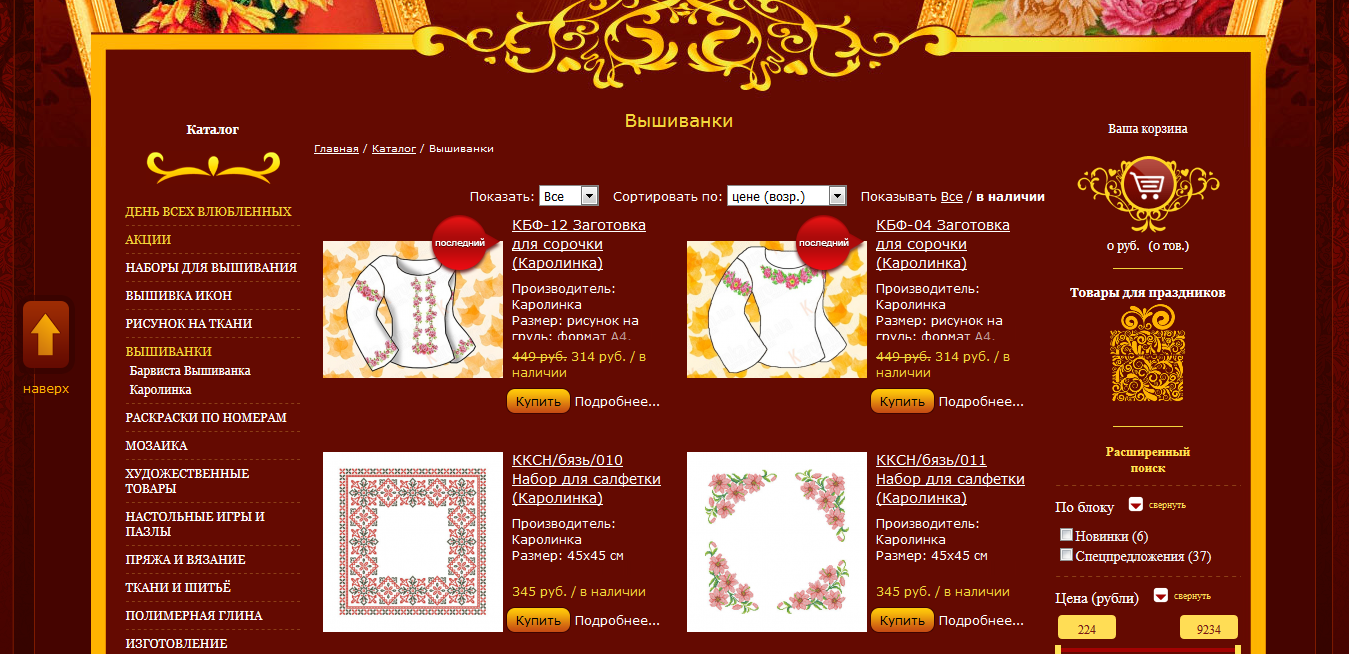 Каталог
ДЕНЬ ВСЕХ ВЛЮБЛЕННЫХ
АКЦИИ
НАБОРЫ ДЛЯ ВЫШИВАНИЯ
ВЫШИВКА ИКОН
РИСУНОК НА ТКАНИ
ВЫШИВАНКИ
Барвиста Вышиванка
Каролинка
РАСКРАСКИ ПО НОМЕРАМ
МОЗАИКА
ХУДОЖЕСТВЕННЫЕ
ТОВАРЫ
НАСТОЛЬНЫЕ ИГРЫ И
ПАЗЛЫ
ПРЯЖА И ВЯЗАНИЕ
ТКАНИ И ШИТЬЁ
ПОЛИМЕРНАЯ ГЛИНА
ИЗГОТОВЛЕНИЕ
наверх
Вышиванки
Главная / Каталог / Вышиванки
Показать: Все Сортировать по: цене (возр.) Показывать Все / в наличии
последний
КБФ-12 Заготовка
для сорочки
(Каролинка)
Производитель:
Каролинка
Размер: рисунок на
грудь: формат А4,
449 руб. 314 руб. / в
наличии
Купить Подробнее...
последний
КБФ-04 Заготовка
для сорочки
(Каролинка)
Производитель:
Каролинка
Размер: рисунок на
грудь: формат А4,
449 руб. 314 руб. / в
наличии
Купить Подробнее...
ККСН/бязь/010
Набор для салфетки
(Каролинка)
Производитель:
Каролинка
Размер: 45х45 см
345 руб. / в наличии
Купить Подробнее...
ККСН/бязь/011
Набор для салфетки
(Каролинка)
Производитель:
Каролинка
Размер: 45х45 см
345 руб. / в наличии
Купить Подробнее...
Ваша корзина
0 руб. (0 тов.)
Товары для праздников
Расширенный
поиск
По блоку свернуть
Новинки (6)
Спецпредложения (37)
Цена (рубли) свернуть
224 9234